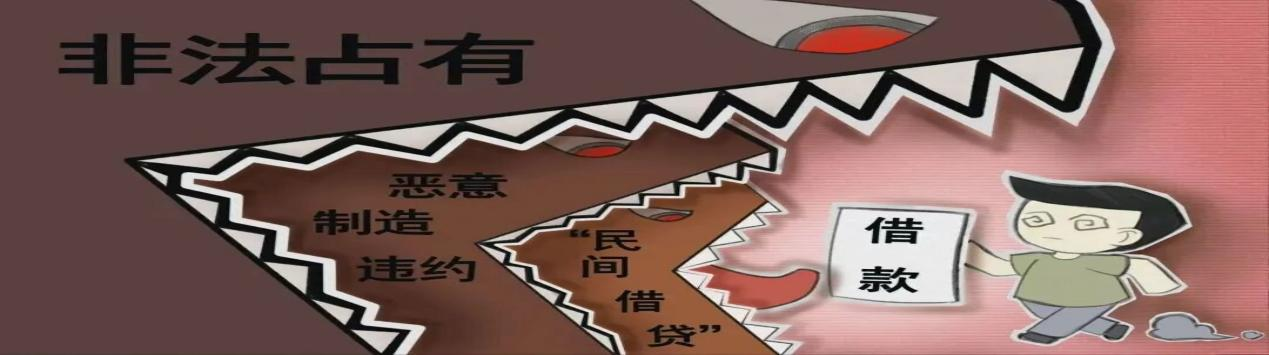 非法占有
恶意
制造
违约
“民
间
借
贷”
借
款